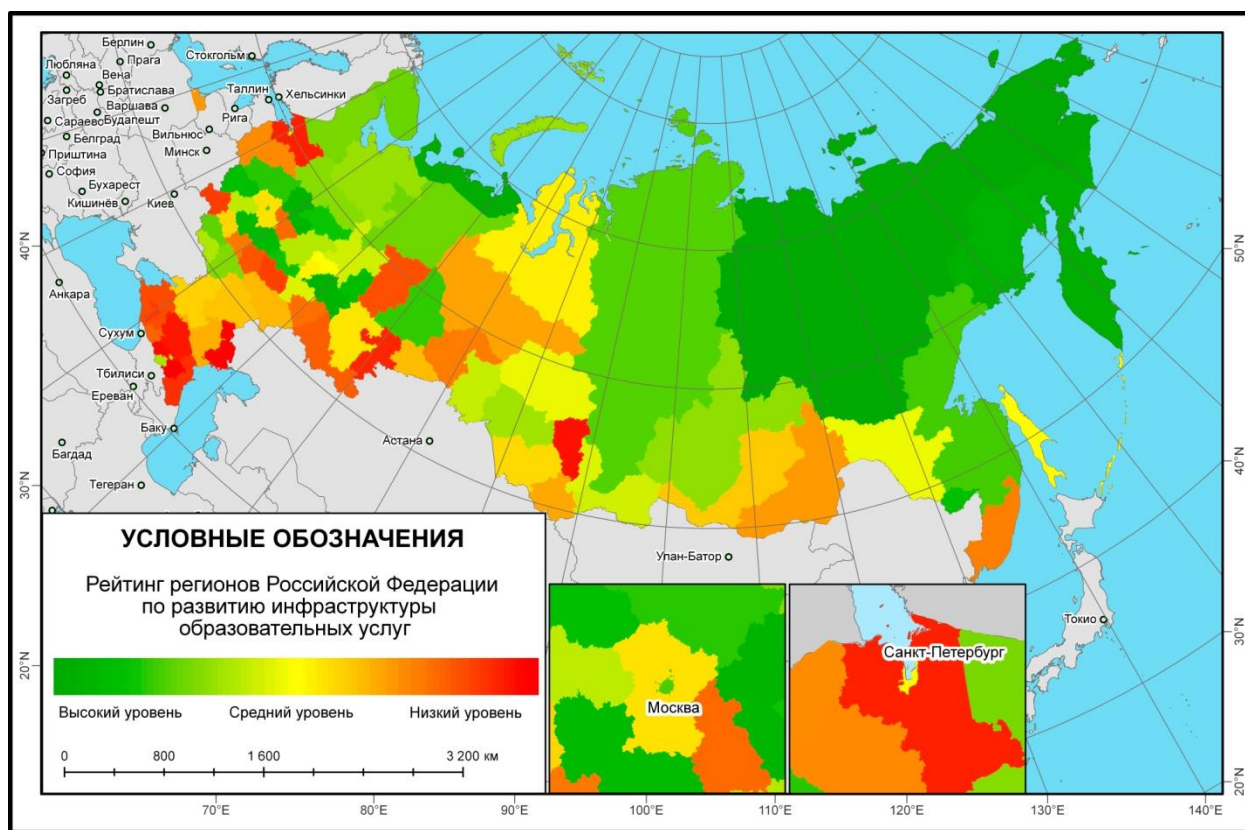 Берлин
Прага
Стокгольм
Любляна
Вена
Братислава
Таллин
Хельсинки
Загреб
Варшава
Рига
Сараево
Будапешт
Вильнюс
Белград
Минск
Приштина
София
Бухарест
Киев
Кишинёв
40°N
50°N
Анкара
Сухум
Тбилиси
Ереван
Астана
Баку
Багдад
Тегеран
30°N
40°N
УСЛОВНЫЕ ОБОЗНАЧЕНИЯ
Рейтинг регионов Российской Федерации
по развитию инфраструктуры
образовательных услуг
Высокий уровень
Средний уровень
Низкий уровень
0
800
1 600
3 200 км
20°N
Улан-Батор
Москва
Санкт-Петербург
Токио
30°N
20°N
70°E
80°E
90°E
100°E
110°E
120°E
130°E
140°E